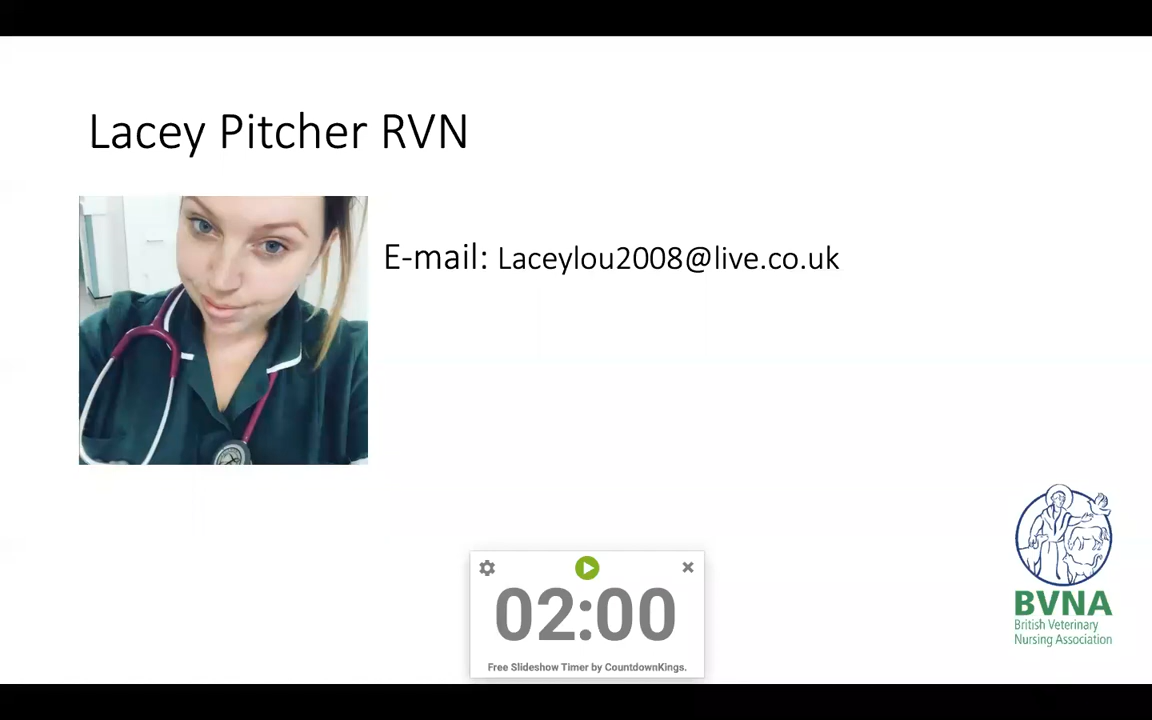 Lacey Pitcher RVN
E-mail: Laceylou2008@live.co.uk
02:00
Free Slideshow Timer by CountdownKings.
BVNA
British Veterinary
Nursing Association